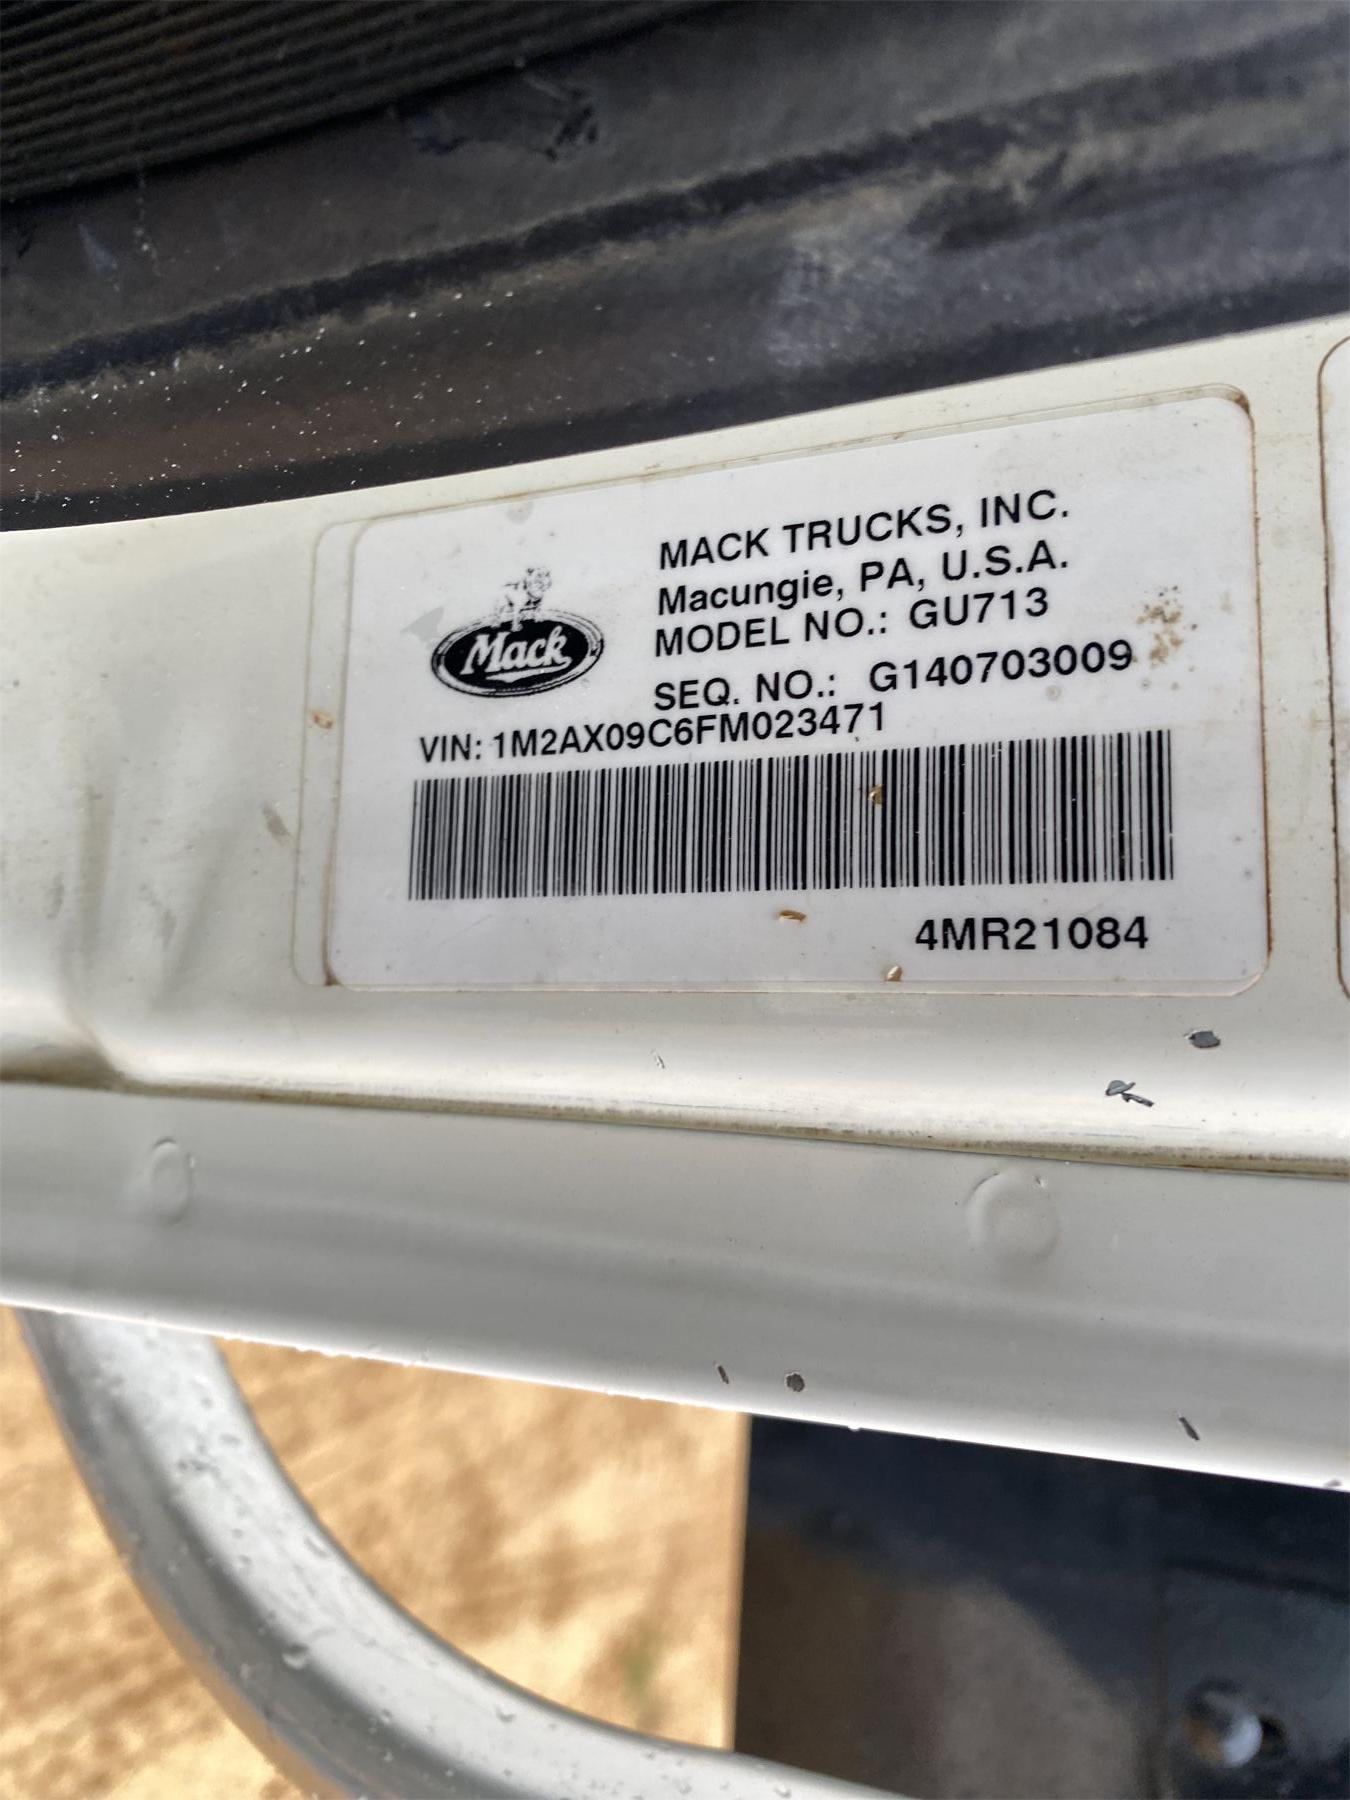 MACK TRUCKS, INC.
Macungie, PA, U.S.A.
MODEL NO.: GU713
Mack
SEQ. NO.: G140703009
VIN: 1M2AX09C6FM023471
4MR21084